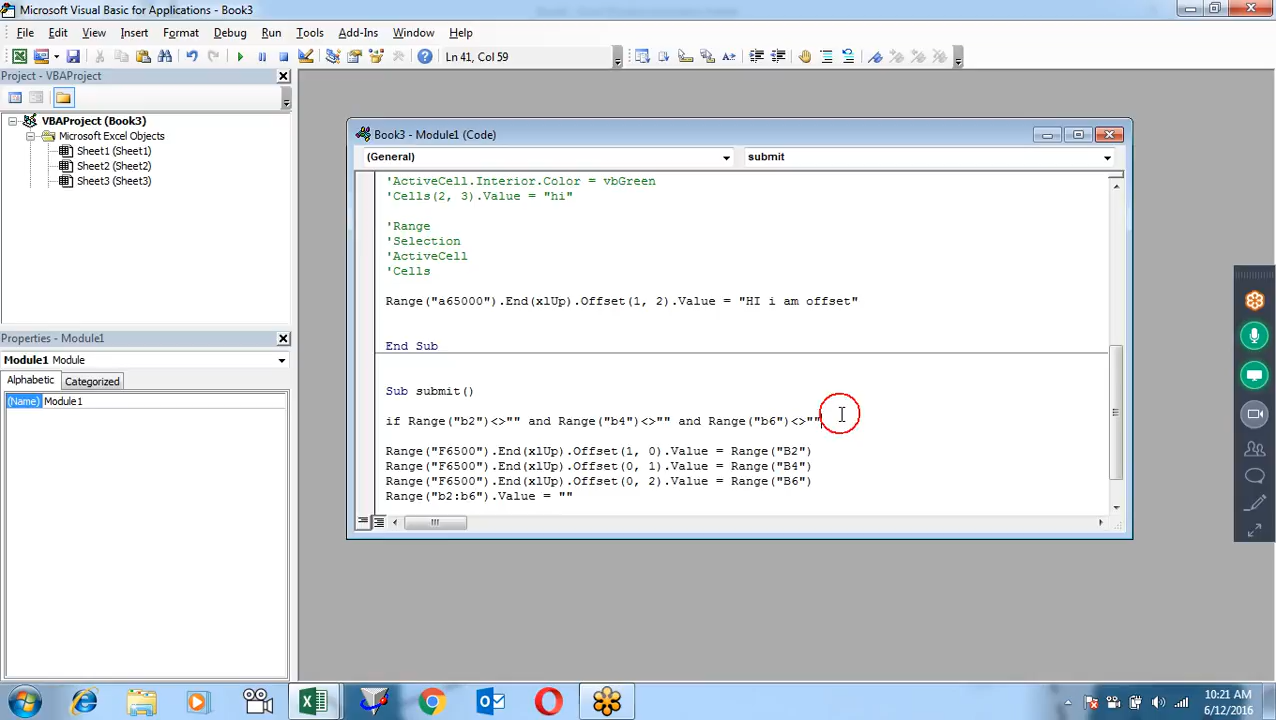 Microsoft Visual Basic for Applications - Book3
File Edit View Insert Format Debug Run Tools Add-Ins Window Help
Ln 41, Col 59
Project - VBAProject
VBAProject (Book3)
Microsoft Excel Objects
Sheet1 (Sheet1)
Sheet2 (Sheet2)
Sheet3 (Sheet3)
Properties - Module1
Module1 Module
Alphabetic Categorized
(Name) Module1
Book3 - Module1 (Code)
(General) submit
'ActiveCell.Interior.Color = vbGreen
'Cells(2, 3).Value = "hi"
'Range
'Selection
'ActiveCell
'Cells
Range("a65000").End(xlUp).Offset(1, 2).Value = "HI i am offset"
End Sub
Sub submit()
if Range("b2")<>"" and Range("b4")<>"" and Range("b6")<>""
Range("F6500").End(xlUp).Offset(1, 0).Value = Range("B2")
Range("F6500").End(xlUp).Offset(0, 1).Value = Range("B4")
Range("F6500").End(xlUp).Offset(0, 2).Value = Range("B6")
Range("b2:b6").Value = ""
10:21 AM
6/12/2016